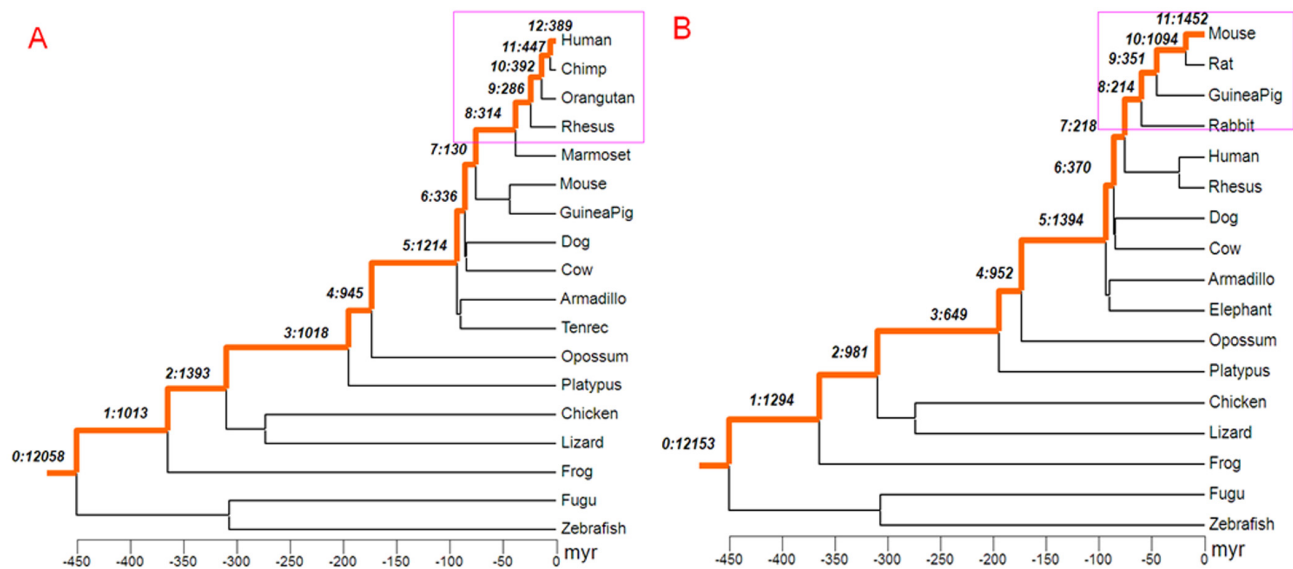 A
12:389
Human
11:447
Chimp
10:392
Orangutan
9:286
Rhesus
8:314
Marmoset
7:130
Mouse
6:336
GuineaPig
Dog
5:1214
Cow
4:945
Armadillo
Tenrec
3:1018
Opossum
2:1393
Platypus
1:1013
Chicken
Lizard
0:12058
Frog
Fugu
Zebrafish
-450 -400 -350 -300 -250 -200 -150 -100 -50 0 myr
B
11:1452
Mouse
10:1094
Rat
9:351
GuineaPig
8:214
Rabbit
7:218
Human
6:370
Rhesus
5:1394
Dog
Cow
4:952
Armadillo
Elephant
3:649
Opossum
2:981
Platypus
1:1294
Chicken
Lizard
0:12153
Frog
Fugu
Zebrafish
-450 -400 -350 -300 -250 -200 -150 -100 -50 0 myr